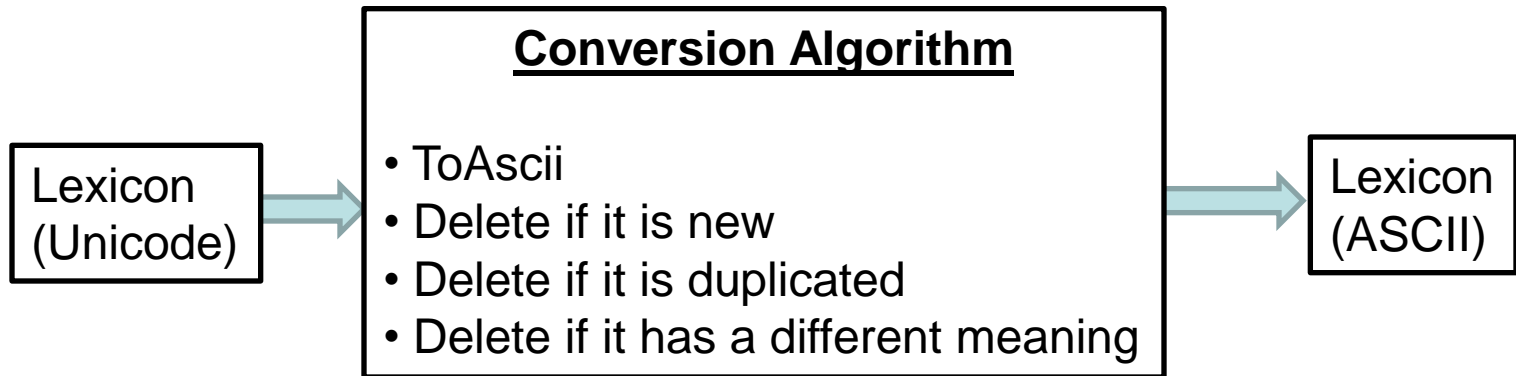 Conversion Algorithm
Lexicon
(Unicode)
• ToAscii
• Delete if it is new
• Delete if it is duplicated
• Delete if it has a different meaning
Lexicon
(ASCII)